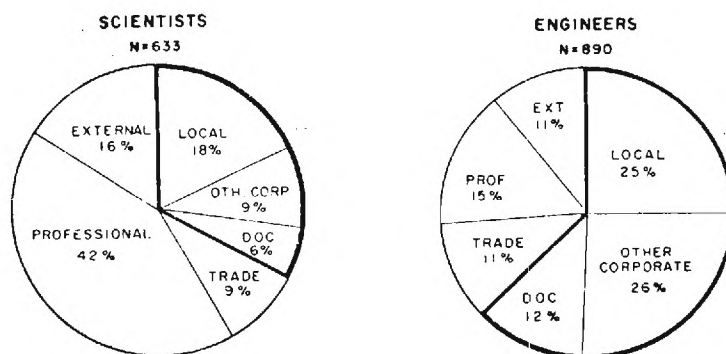 SCIENTISTS
N=633
EXTERNAL
16%
LOCAL
18%
OTH. CORP
9%
DOC
6%
TRADE
9%
PROFESSIONAL
42%
ENGINEERS
N=890
EXT
11%
LOCAL
25%
PROF
15%
TRADE
11%
DOC
12%
OTHER
CORPORATE
26%